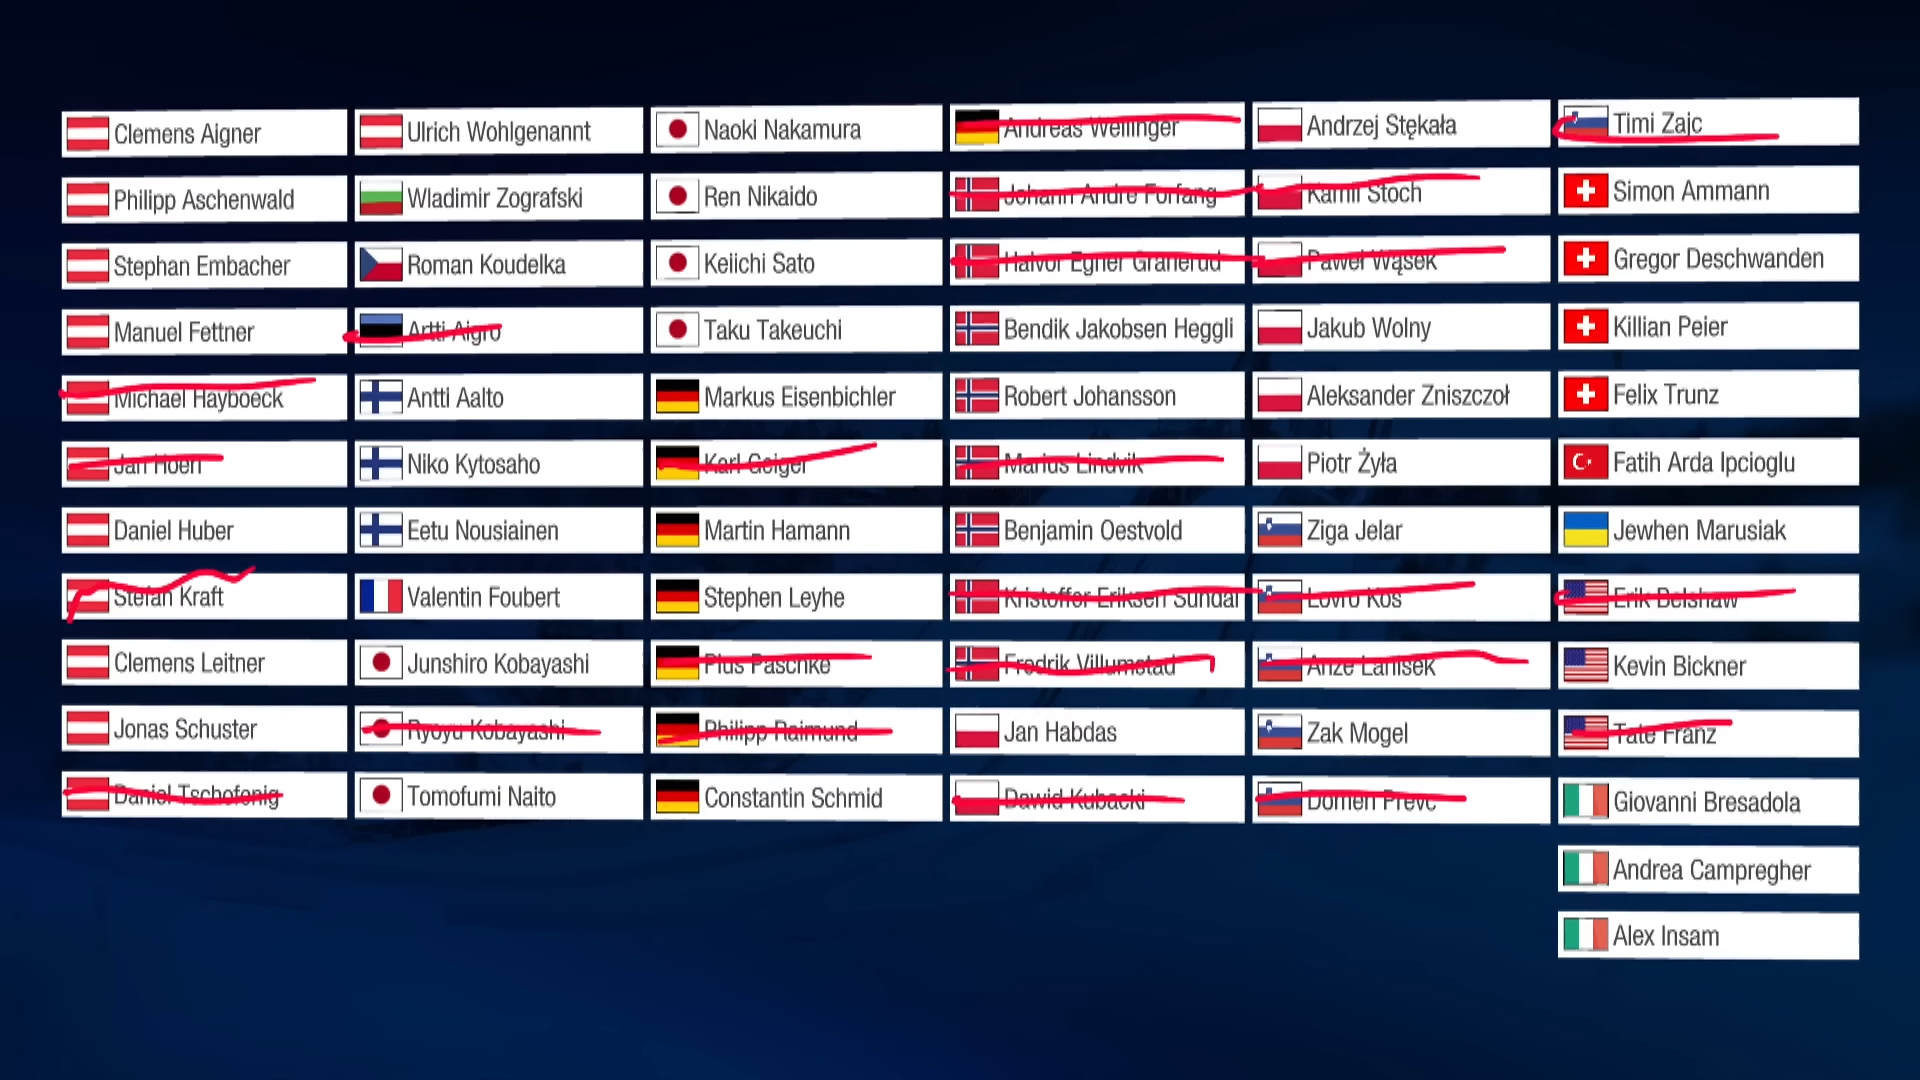 Clemens Aigner
Philipp Aschenwald
Stephan Embacher
Manuel Fettner
Michael Hayboeck
Jan Hoerl
Daniel Huber
Stefan Kraft
Clemens Leitner
Jonas Schuster
Daniel Tschofenig
Ulrich Wohlgenannt
Wladimir Zografski
Roman Koudelka
Artti Aigro
Antti Aalto
Niko Kytosaho
Eetu Nousiainen
Valentin Foubert
Junshiro Kobayashi
Ryoyu Kobayashi
Tomofumi Naito
Naoki Nakamura
Ren Nikaido
Keiichi Sato
Taku Takeuchi
Markus Eisenbichler
Karl Geiger
Martin Hamann
Stephen Leyhe
Pius Paschke
Philipp Raimund
Constantin Schmid
Andreas Wellinger
Johann Andre Forfang
Halvor Egner Granerud
Bendik Jakobsen Heggli
Robert Johansson
Marius Lindvik
Benjamin Oestvold
Kristoffer Eriksen Sundal
Fredrik Villumstad
Jan Habdas
Dawid Kubacki
Andrzej Stękała
Kamil Stoch
Paweł Wąsek
Jakub Wolny
Aleksander Zniszczoł
Piotr Żyła
Ziga Jelar
Lovro Kos
Anze Lanisek
Zak Mogel
Domen Prevc
Timi Zajc
Simon Ammann
Gregor Deschwanden
Killian Peier
Felix Trunz
Fatih Arda Ipcioglu
Jewhen Marusiak
Erik Belshaw
Kevin Bickner
Tate Franz
Giovanni Bresadola
Andrea Campregher
Alex Insam